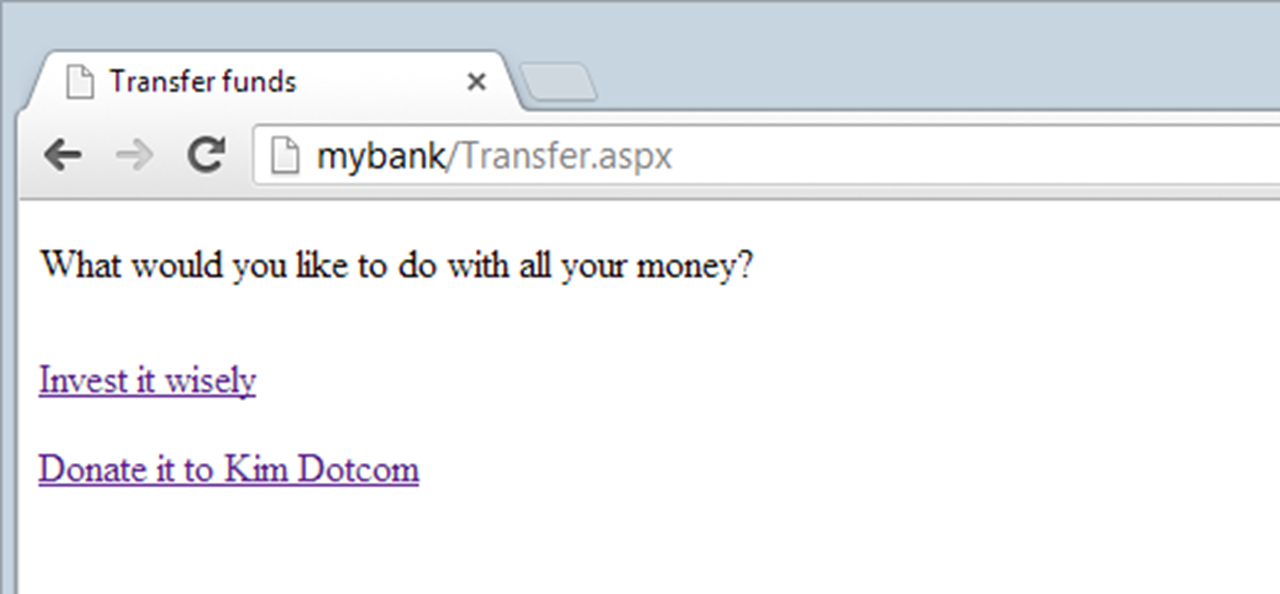 Transfer funds
mybank/Transfer.aspx
What would you like to do with all your money?
Invest it wisely
Donate it to Kim Dotcom